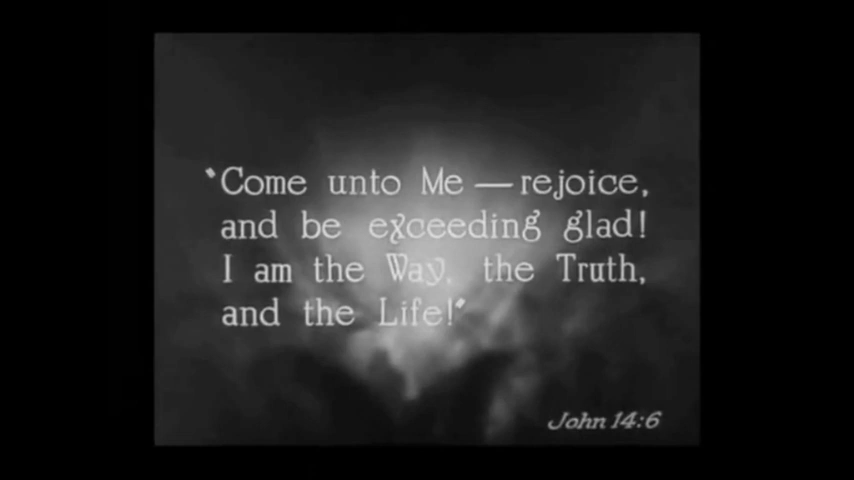 "Come unto Me — rejoice,
and be exceeding glad!
I am the Way, the Truth,
and the Life!"
John 14:6